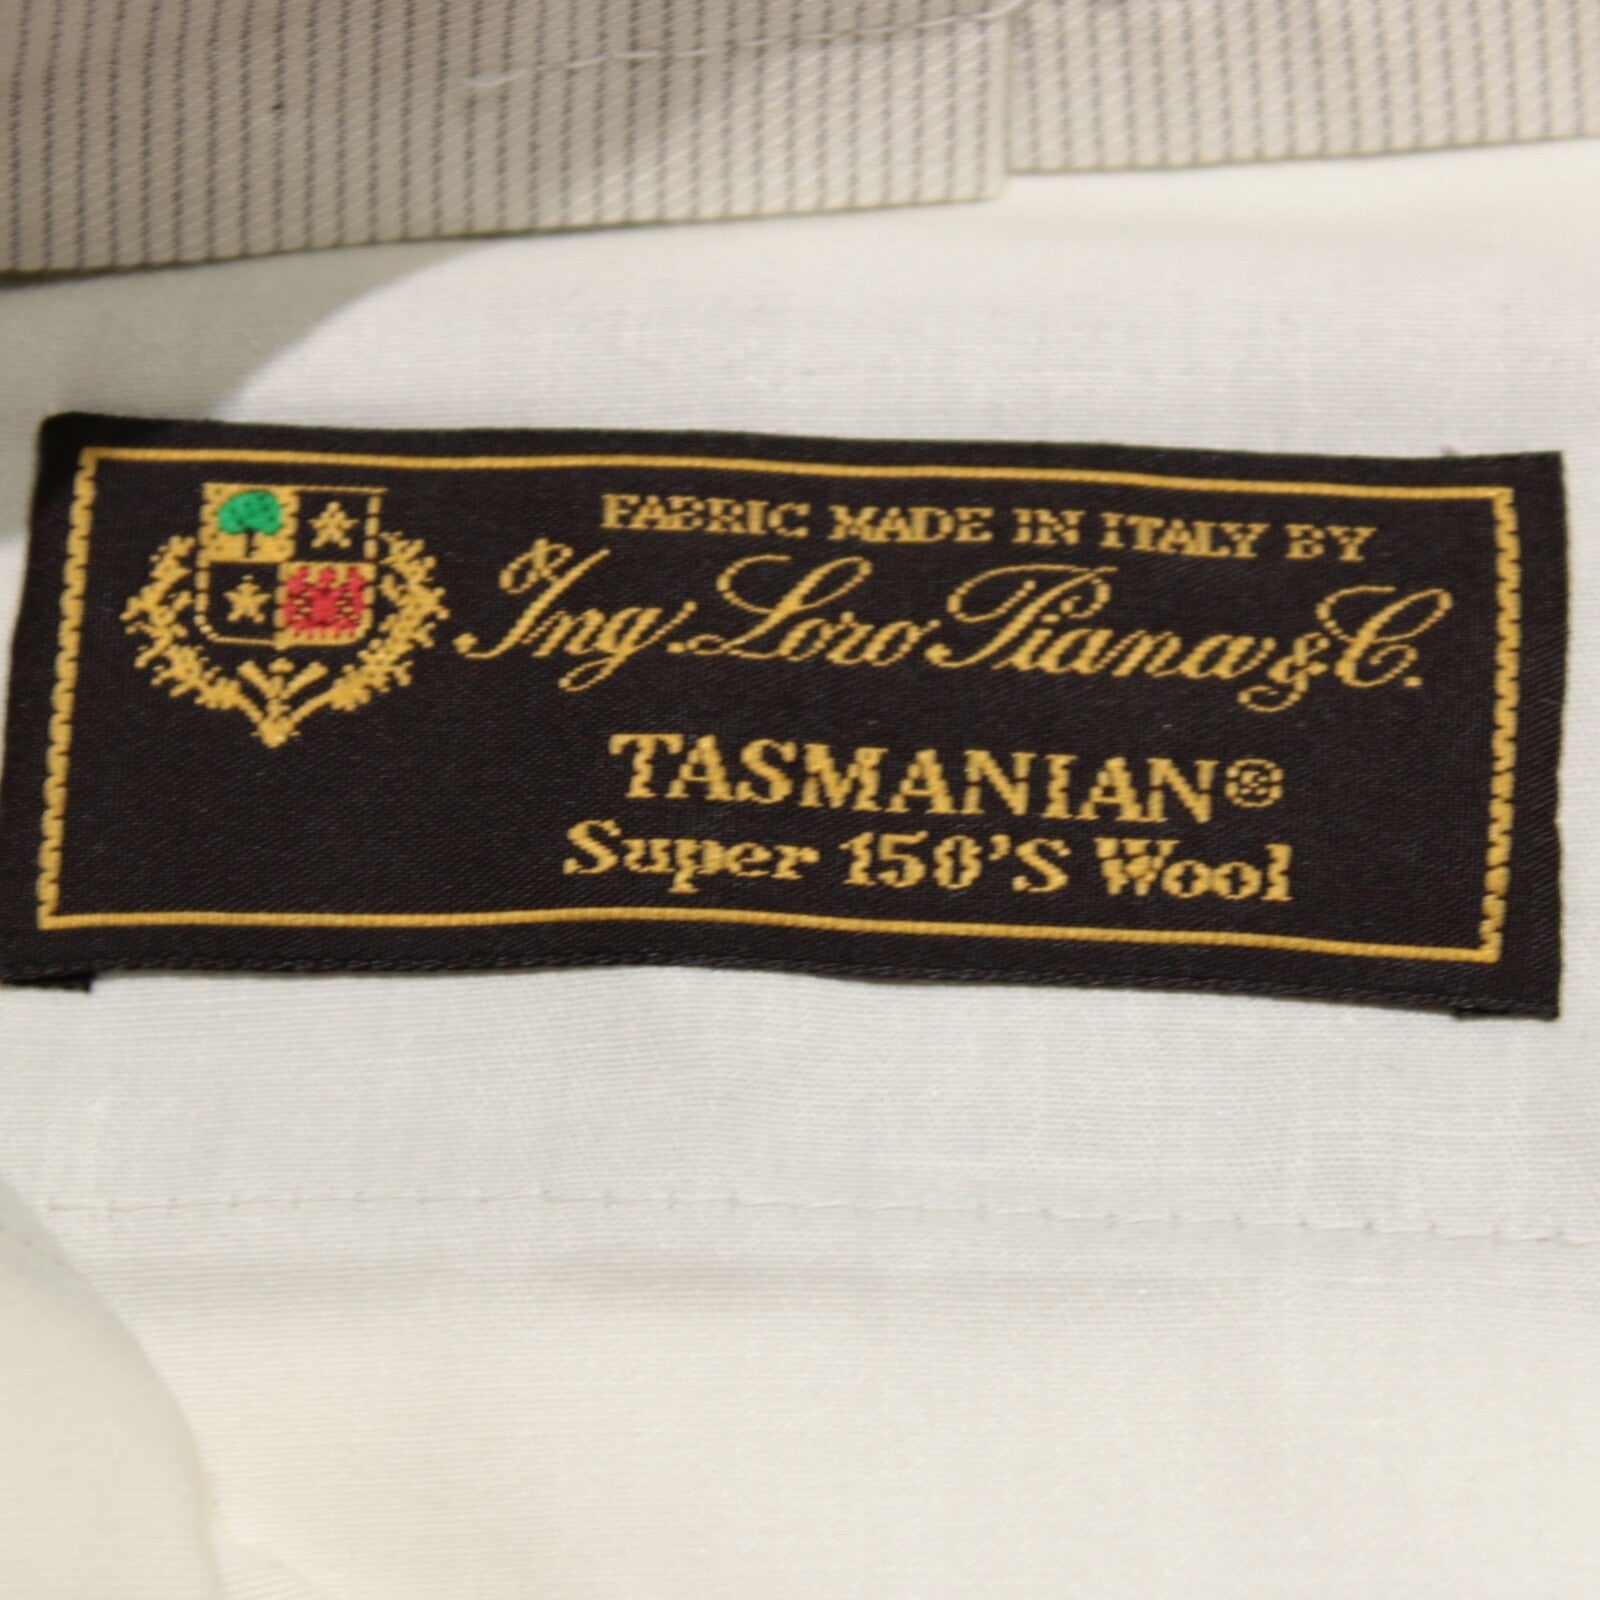 FABRIC MADE IN ITALY BY
Ing. Loro Piana & C.
TASMANIAN®
Super 150'S Wool